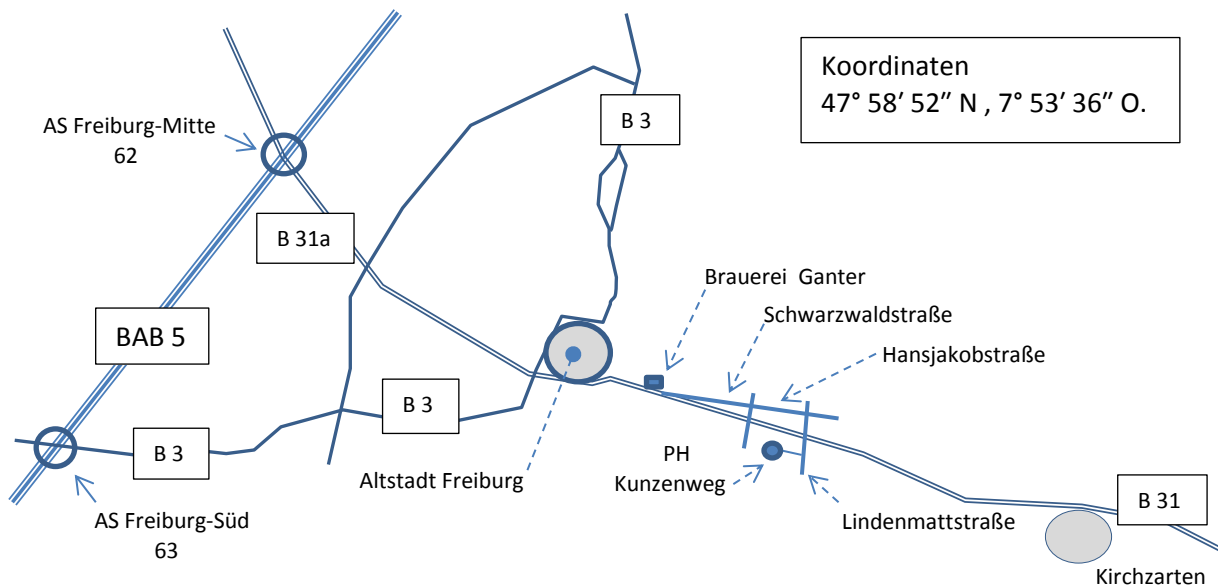 Koordinaten
47° 58′ 52″ N , 7° 53′ 36″ O.
AS Freiburg-Mitte
62
B 3
B 31a
Brauerei Ganter
Schwarzwaldstraße
BAB 5
Hansjakobstraße
B 3
B 3
Altstadt Freiburg
PH
Kunzenweg
AS Freiburg-Süd
63
Lindenmattstraße
B 31
Kirchzarten